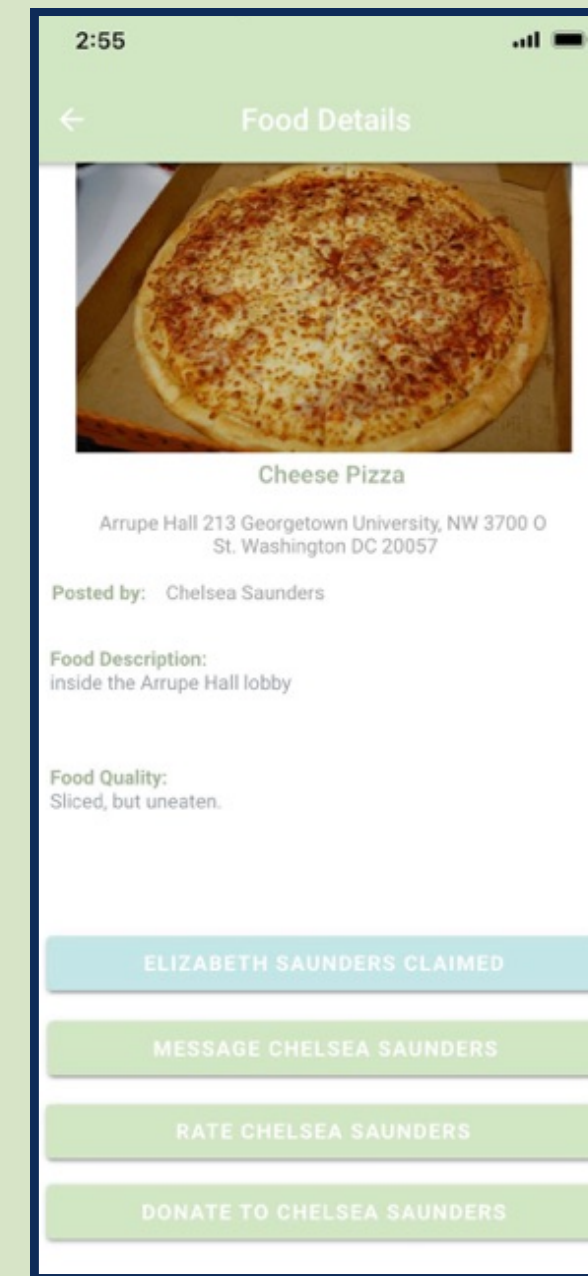 2:55
Food Details
Cheese Pizza
Arrupe Hall 213 Georgetown University, NW 3700 O
St. Washington DC 20057
Posted by: Chelsea Saunders
Food Description:
inside the Arrupe Hall lobby
Food Quality:
Sliced, but uneaten.
ELIZABETH SAUNDERS CLAIMED
MESSAGE CHELSEA SAUNDERS
RATE CHELSEA SAUNDERS
DONATE TO CHELSEA SAUNDERS